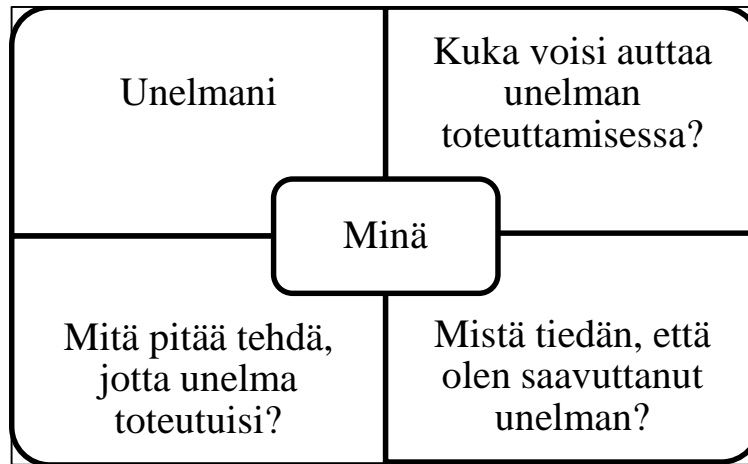 Unelmani
Kuka voisi auttaa
unelman
toteuttamisessa?
Minä
Mitä pitää tehdä,
jotta unelma
toteutuisi?
Mistä tiedän, että
olen saavuttanut
unelman?